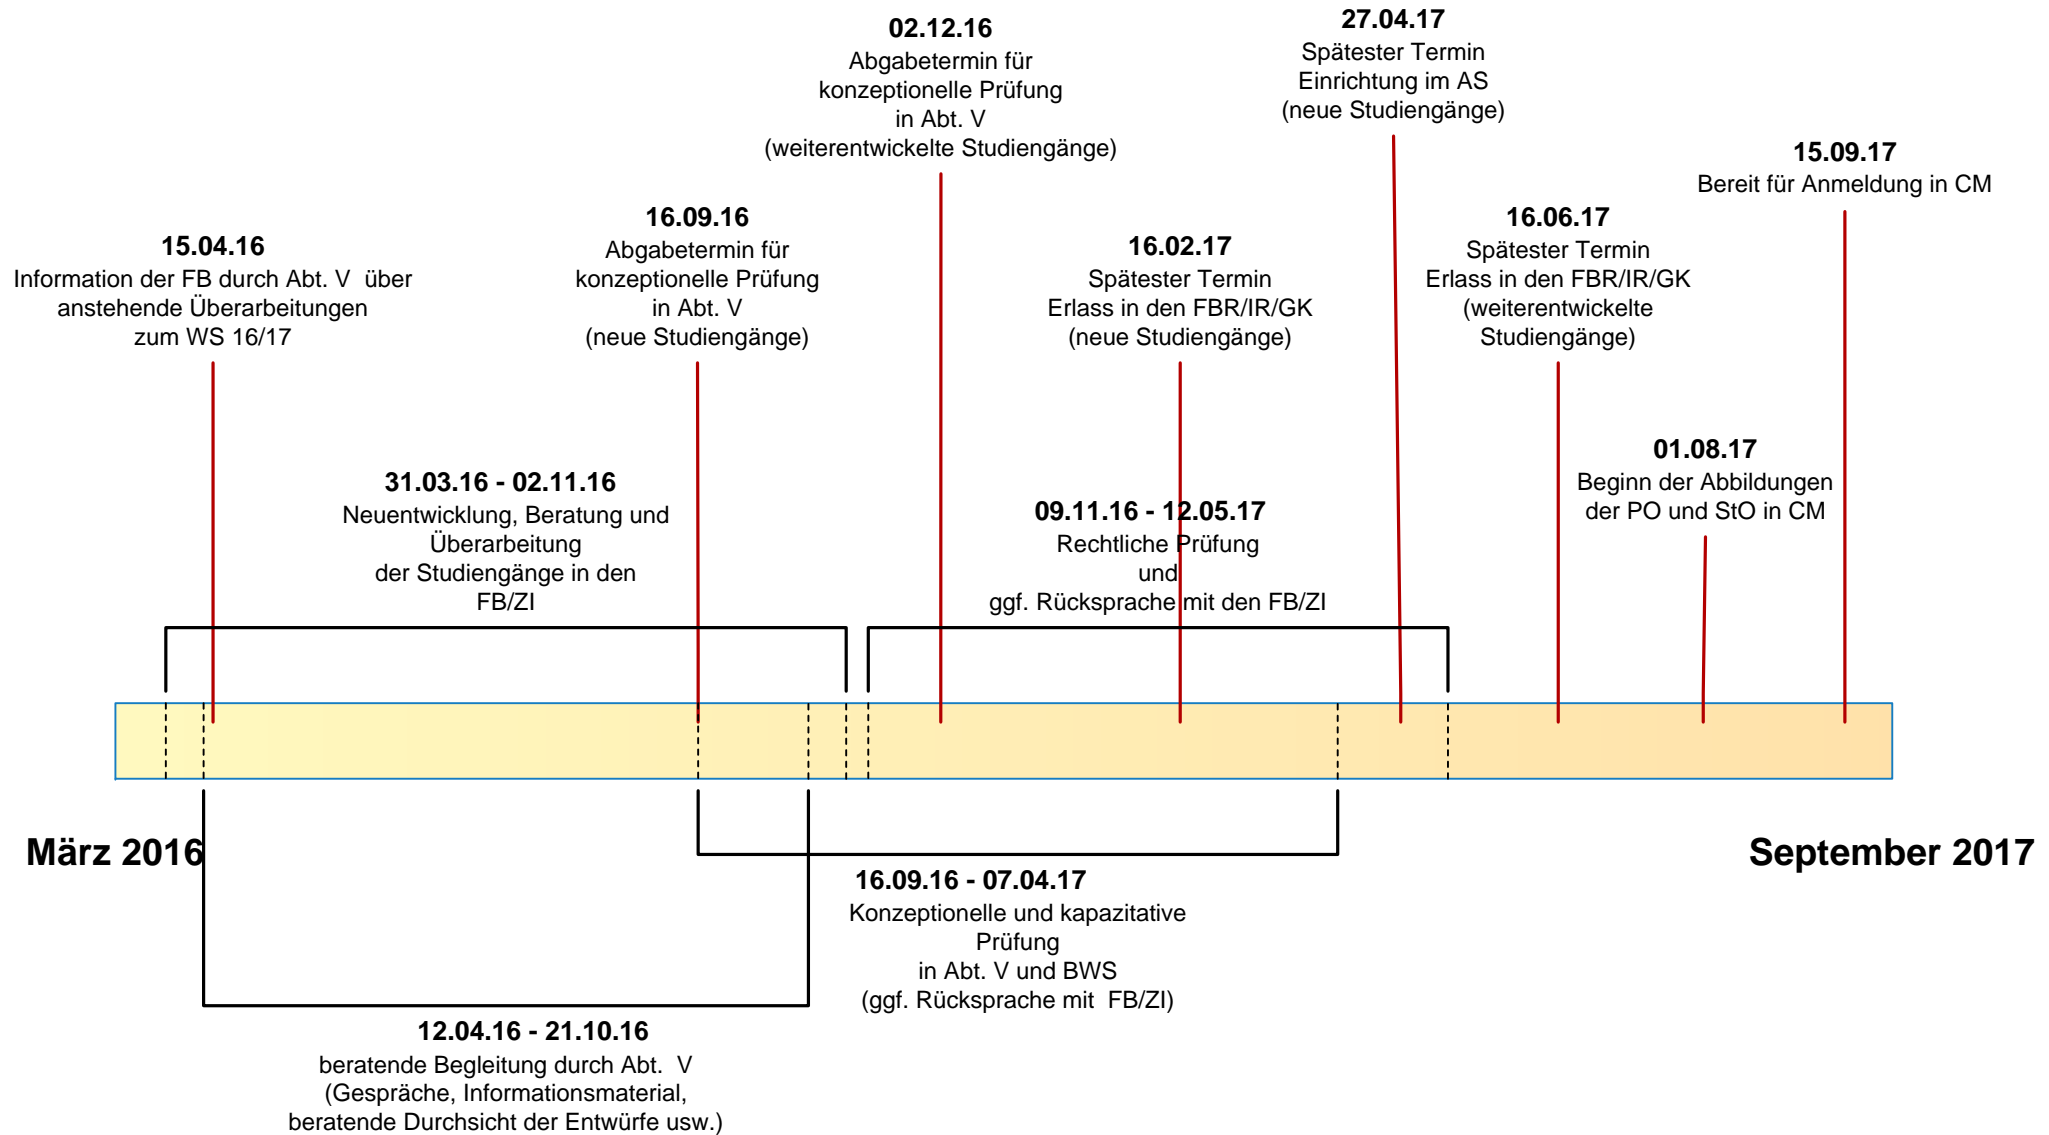 02.12.16
Abgabetermin für
konzeptionelle Prüfung
in Abt. V
(weiterentwickelte Studiengänge)
27.04.17
Spätester Termin
Einrichtung im AS
(neue Studiengänge)
15.09.17
Bereit für Anmeldung in CM
15.04.16
Information der FB durch Abt. V über
anstehende Überarbeitungen
zum WS 16/17
16.09.16
Abgabetermin für
konzeptionelle Prüfung
in Abt. V
(neue Studiengänge)
16.02.17
Spätester Termin
Erlass in den FBR/IR/GK
(neue Studiengänge)
16.06.17
Spätester Termin
Erlass in den FBR/IR/GK
(weiterentwickelte
Studiengänge)
01.08.17
Beginn der Abbildungen
der PO und StO in CM
31.03.16 - 02.11.16
Neuentwicklung, Beratung und
Überarbeitung
der Studiengänge in den
FB/ZI
09.11.16 - 12.05.17
Rechtliche Prüfung
und
ggf. Rücksprache mit den FB/ZI
März 2016
September 2017
16.09.16 - 07.04.17
Konzeptionelle und kapazitative
Prüfung
in Abt. V und BWS
(ggf. Rücksprache mit FB/ZI)
12.04.16 - 21.10.16
beratende Begleitung durch Abt. V
(Gespräche, Informationsmaterial,
beratende Durchsicht der Entwürfe usw.)